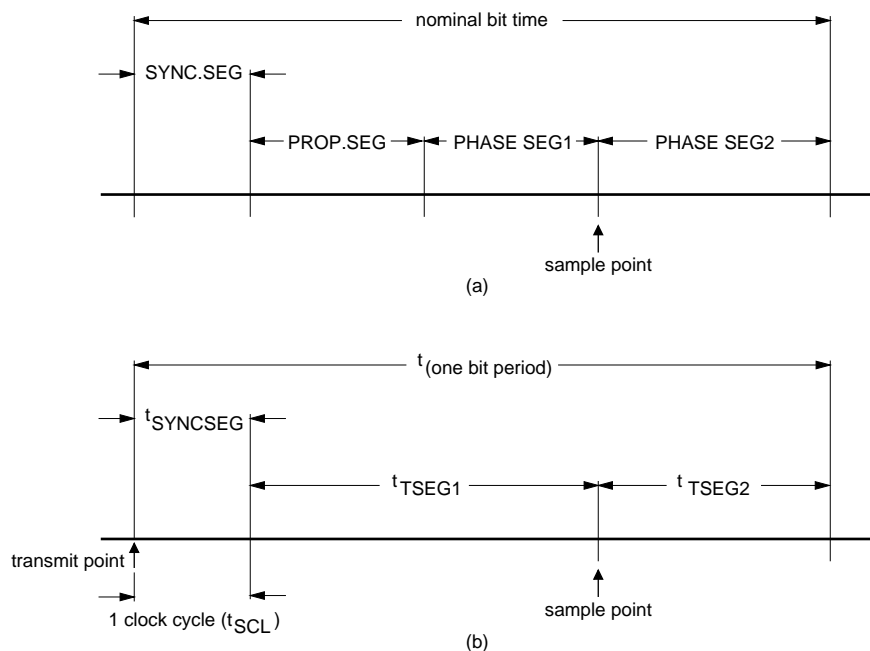 nominal bit time
SYNC.SEG
PROP.SEG PHASE SEG1 PHASE SEG2
sample point
(a)
t(one bit period)
tSYNCSEG
tTSEG1 tTSEG2
transmit point
sample point
1 clock cycle (tSCL)
(b)